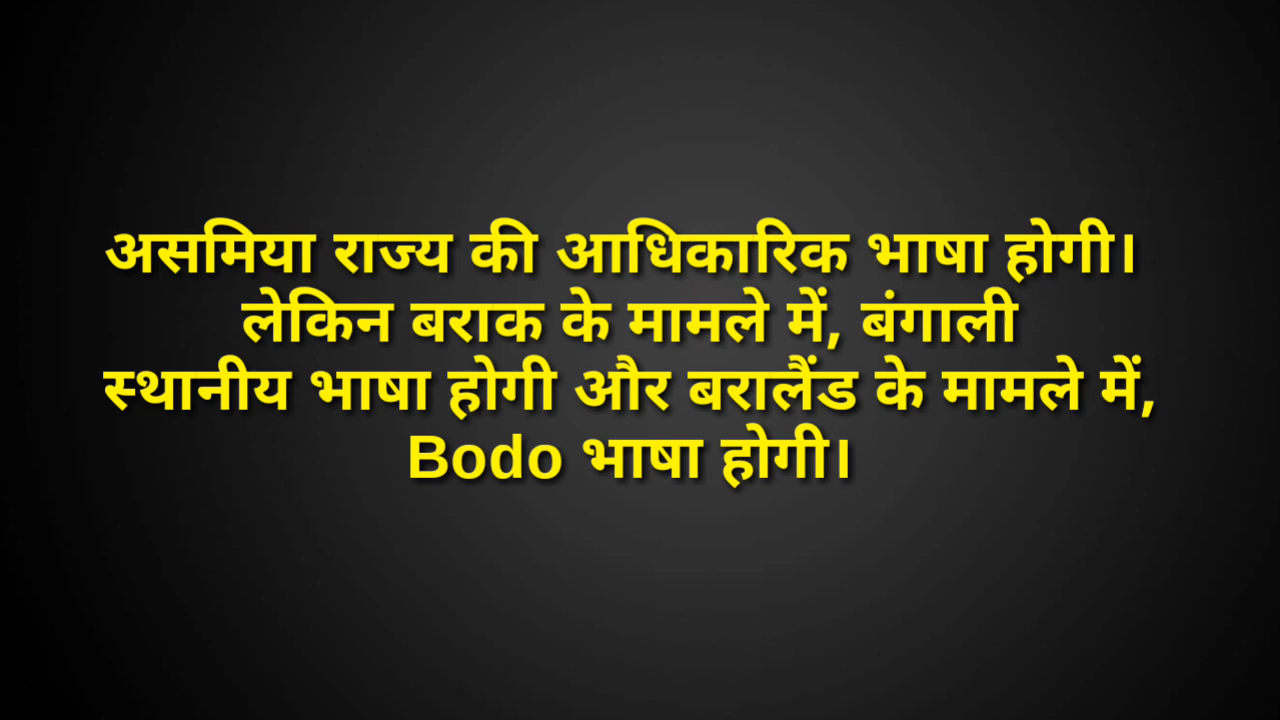 असमिया राज्य की आधिकारिक भाषा होगी।
लेकिन बराक के मामले में, बंगाली
स्थानीय भाषा होगी और बरालैंड के मामले में,
Bodo भाषा होगी।